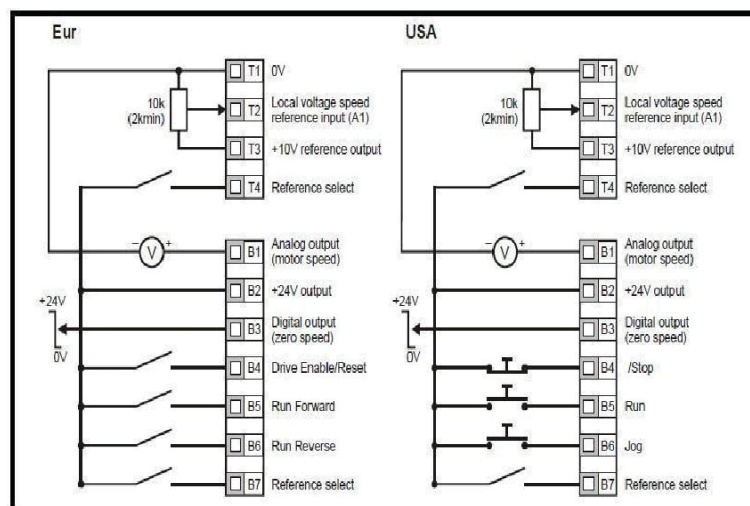 Eur
T1 0V
10k
(2kmin)
T2 Local voltage speed
reference input (A1)
T3 +10V reference output
T4 Reference select
− V +
B1 Analog output
(motor speed)
B2 +24V output
+24V
0V
B3 Digital output
(zero speed)
B4 Drive Enable/Reset
B5 Run Forward
B6 Run Reverse
B7 Reference select
USA
T1 0V
10k
(2kmin)
T2 Local voltage speed
reference input (A1)
T3 +10V reference output
T4 Reference select
− V +
B1 Analog output
(motor speed)
B2 +24V output
+24V
0V
B3 Digital output
(zero speed)
B4 /Stop
B5 Run
B6 Jog
B7 Reference select